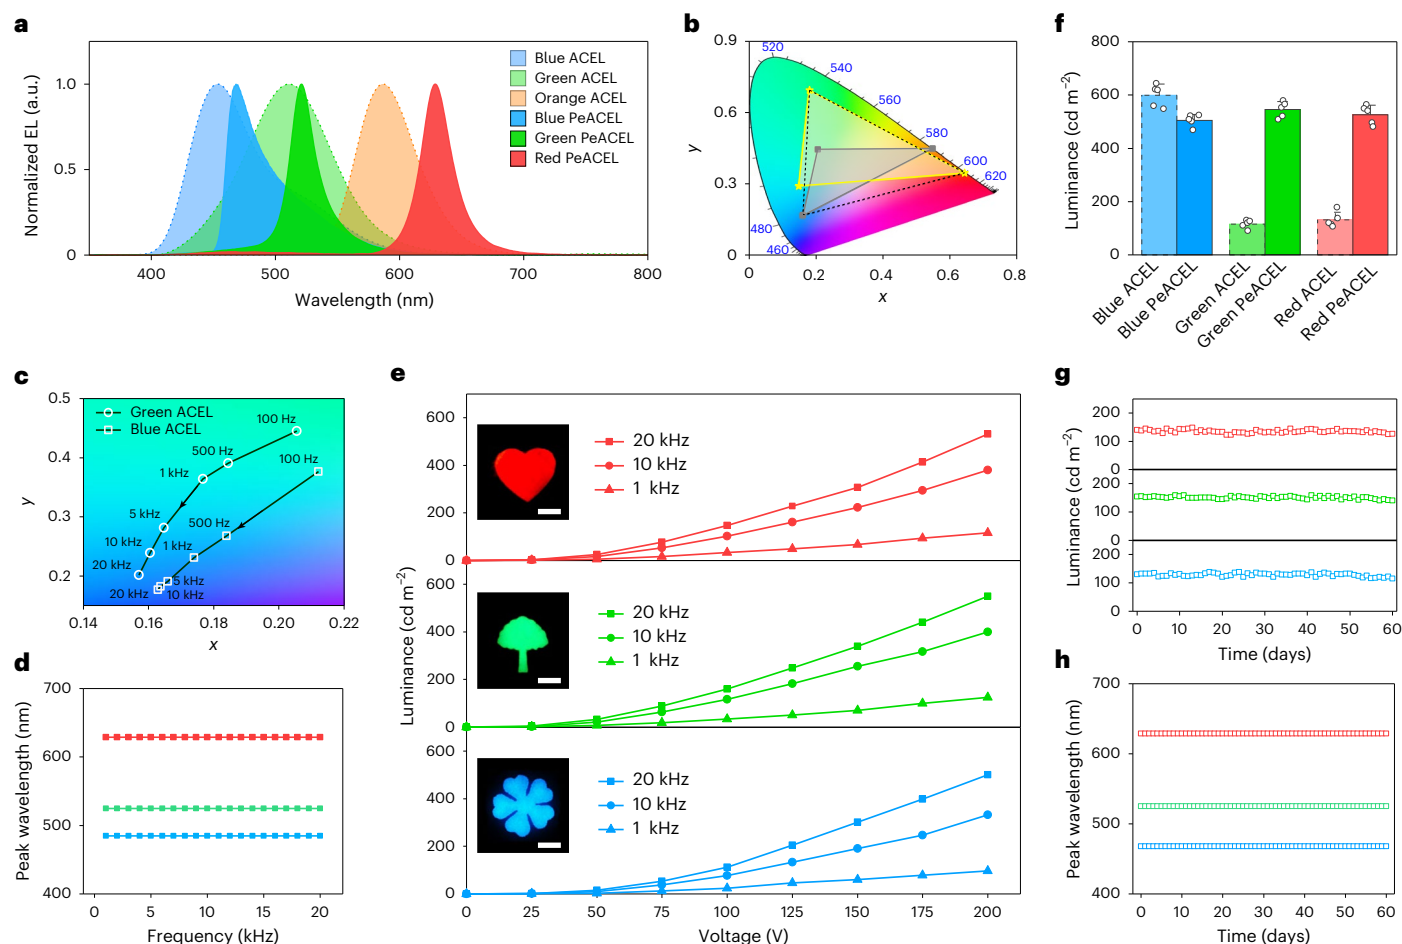 a
1.0
0.5
0
Normalized EL (a.u.)
400
500
600
700
800
Wavelength (nm)
Blue ACEL
Green ACEL
Orange ACEL
Blue PeACEL
Green PeACEL
Red PeACEL
b
0.9
0.6
0.3
0
y
0
0.2
0.4
0.6
0.8
x
520
540
560
580
600
620
480
460
f
800
600
400
200
0
Luminance (cd m−2)
Blue ACEL
Blue PeACEL
Green ACEL
Green PeACEL
Red ACEL
Red PeACEL
c
0.5
0.4
0.3
0.2
y
0.14
0.16
0.18
0.20
0.22
x
Green ACEL
Blue ACEL
100 Hz
500 Hz
1 kHz
5 kHz
10 kHz
20 kHz
100 Hz
500 Hz
1 kHz
5 kHz
10 kHz
20 kHz
d
700
600
500
400
Peak wavelength (nm)
0
5
10
15
20
Frequency (kHz)
e
600
400
200
0
20 kHz
10 kHz
1 kHz
600
400
200
0
20 kHz
10 kHz
1 kHz
600
400
200
0
20 kHz
10 kHz
1 kHz
Luminance (cd m−2)
0
25
50
75
100
125
150
175
200
Voltage (V)
g
200
100
0
200
100
0
200
100
0
Luminance (cd m−2)
0
10
20
30
40
50
60
Time (days)
h
700
600
500
400
Peak wavelength (nm)
0
10
20
30
40
50
60
Time (days)